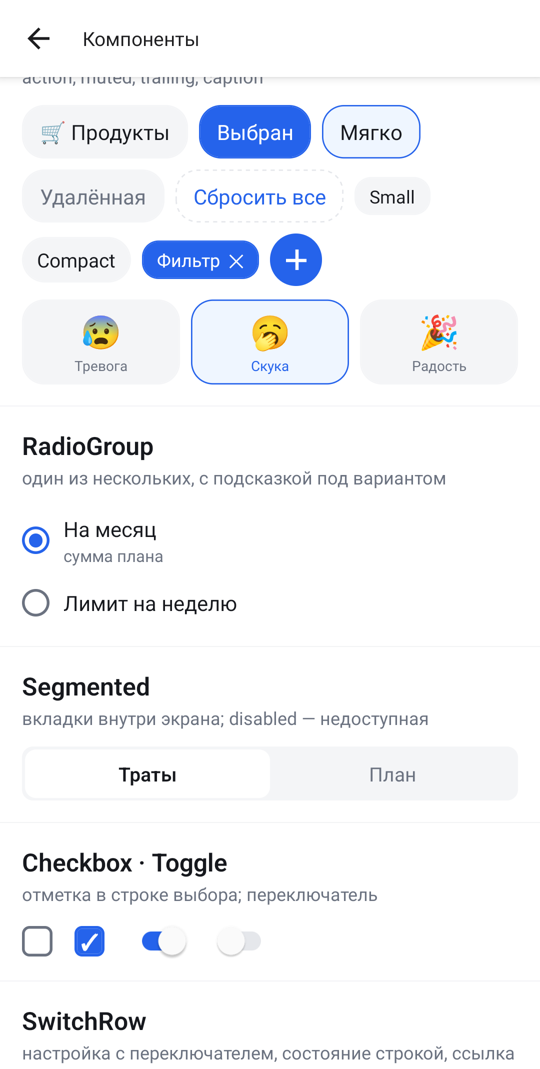 Компоненты
action, muted, trailing, caption
🛒 Продукты Выбран Мягко
Удалённая Сбросить все Small
Compact Фильтр
Тревога Скука Радость
RadioGroup
один из нескольких, с подсказкой под вариантом
На месяц
сумма плана
Лимит на неделю
Segmented
вкладки внутри экрана; disabled — недоступная
Траты План
Checkbox · Toggle
отметка в строке выбора; переключатель
SwitchRow
настройка с переключателем, состояние строкой, ссылка